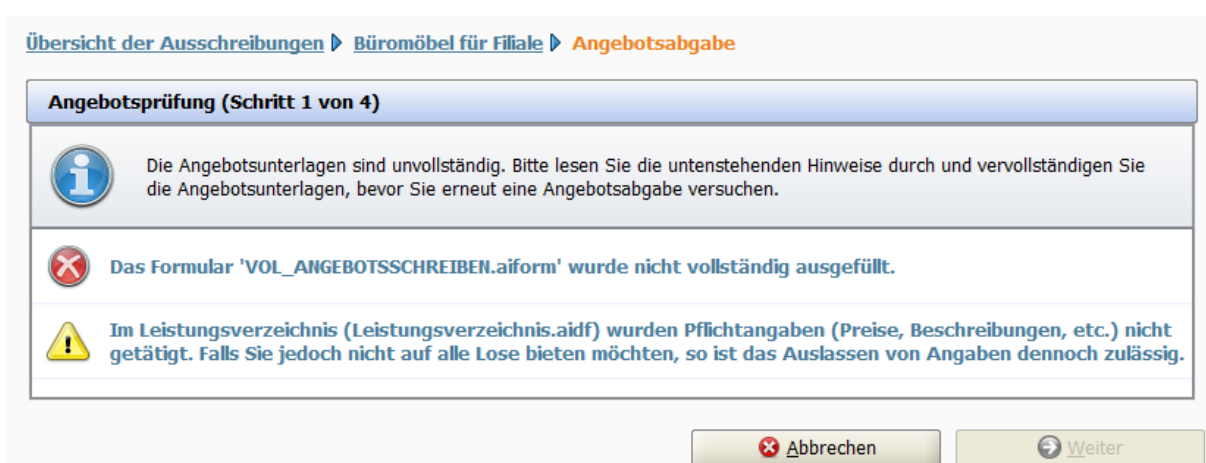 Übersicht der Ausschreibungen Büromöbel für Filiale Angebotsabgabe
Angebotsprüfung (Schritt 1 von 4)
Die Angebotsunterlagen sind unvollständig. Bitte lesen Sie die untenstehenden Hinweise durch und vervollständigen Sie
die Angebotsunterlagen, bevor Sie erneut eine Angebotsabgabe versuchen.
Das Formular 'VOL_ANGEBOTSSCHREIBEN.aiform' wurde nicht vollständig ausgefüllt.
Im Leistungsverzeichnis (Leistungsverzeichnis.aidf) wurden Pflichtangaben (Preise, Beschreibungen, etc.) nicht
getätigt. Falls Sie jedoch nicht auf alle Lose bieten möchten, so ist das Auslassen von Angaben dennoch zulässig.
Abbrechen Weiter